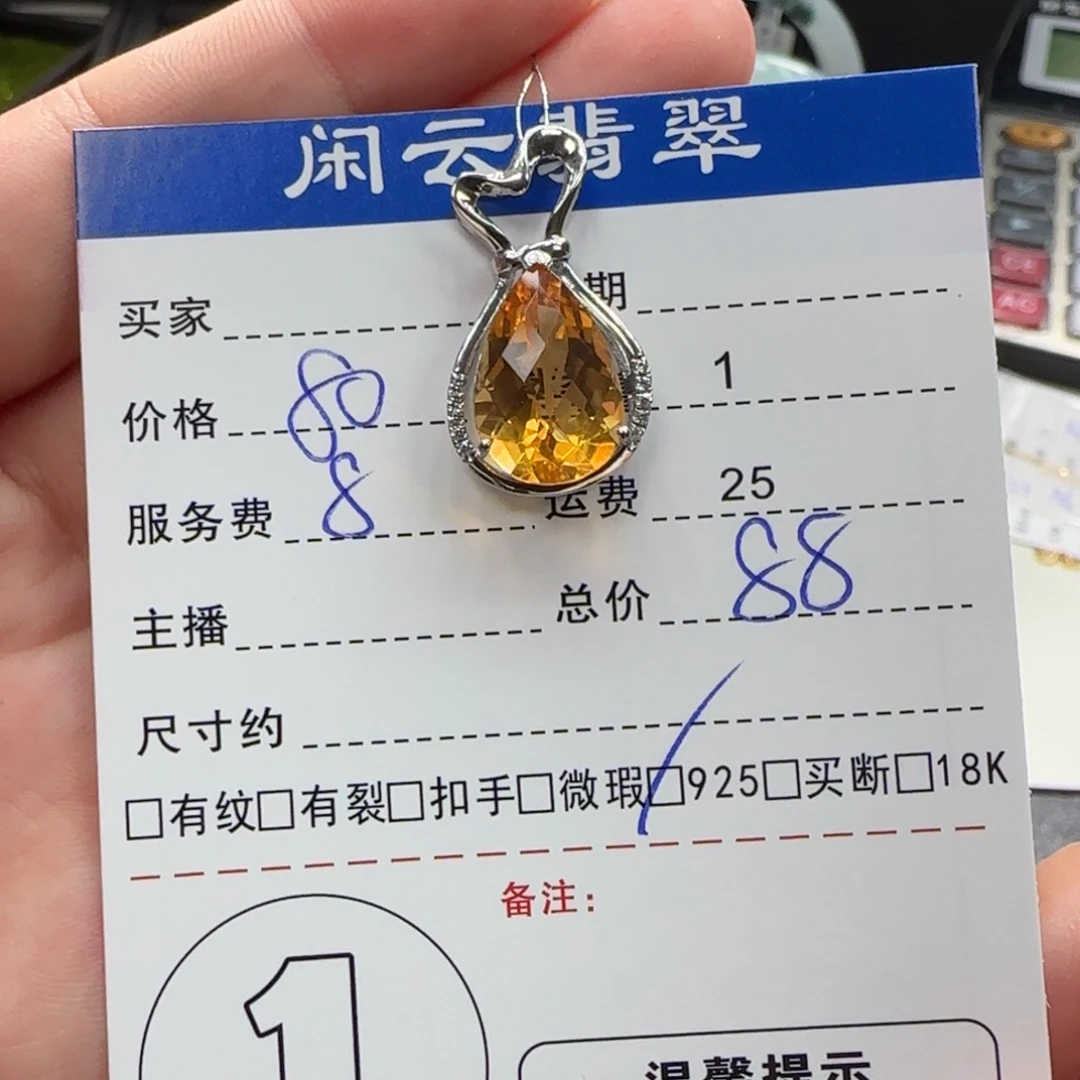 闲云翡翠
买家 期
价格 80 1
服务费 8 运费 25
主播 总价 88
尺寸约
□有纹□有裂□扣手□微瑕□925□买断□18K
备注：
1
温馨提示